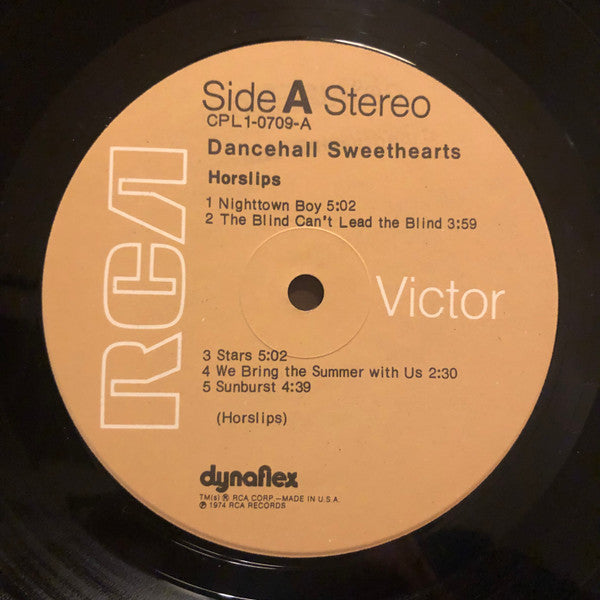 Side A Stereo
CPL1-0709-A
Dancehall Sweethearts
Horslips
1 Nighttown Boy 5:02
2 The Blind Can't Lead the Blind 3:59
RCA
Victor
3 Stars 5:02
4 We Bring the Summer with Us 2:30
5 Sunburst 4:39
(Horslips)
dynaflex
TM(s) ® RCA CORP.—MADE IN U.S.A.
℗ 1974 RCA RECORDS